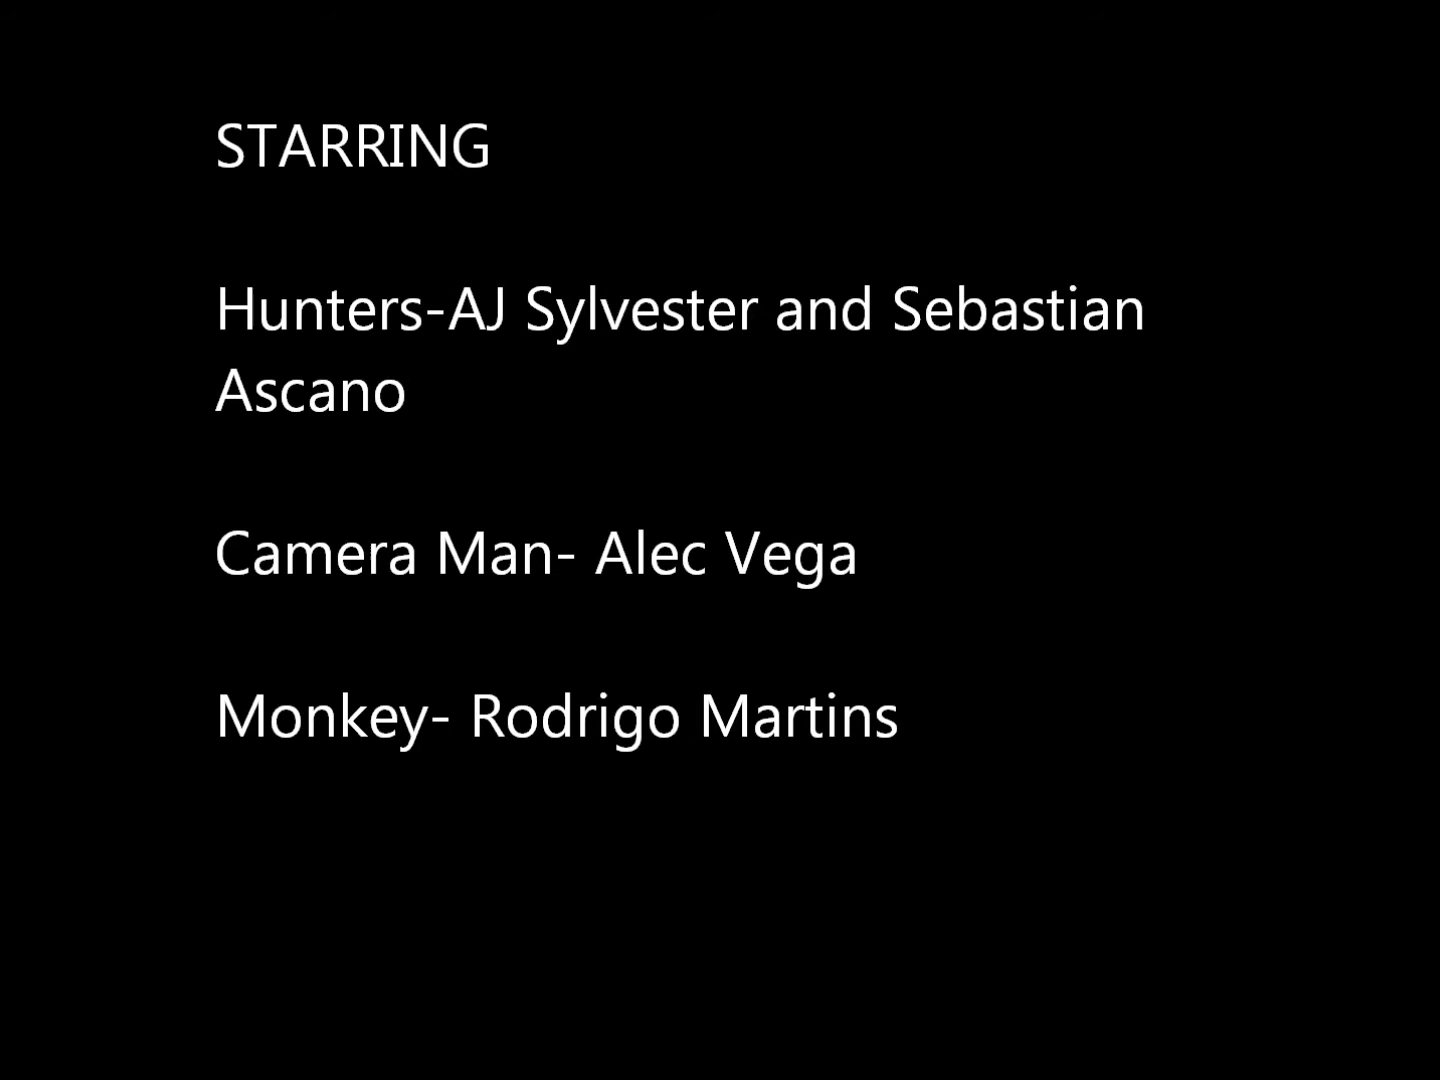 STARRING
Hunters-AJ Sylvester and Sebastian
Ascano
Camera Man- Alec Vega
Monkey- Rodrigo Martins